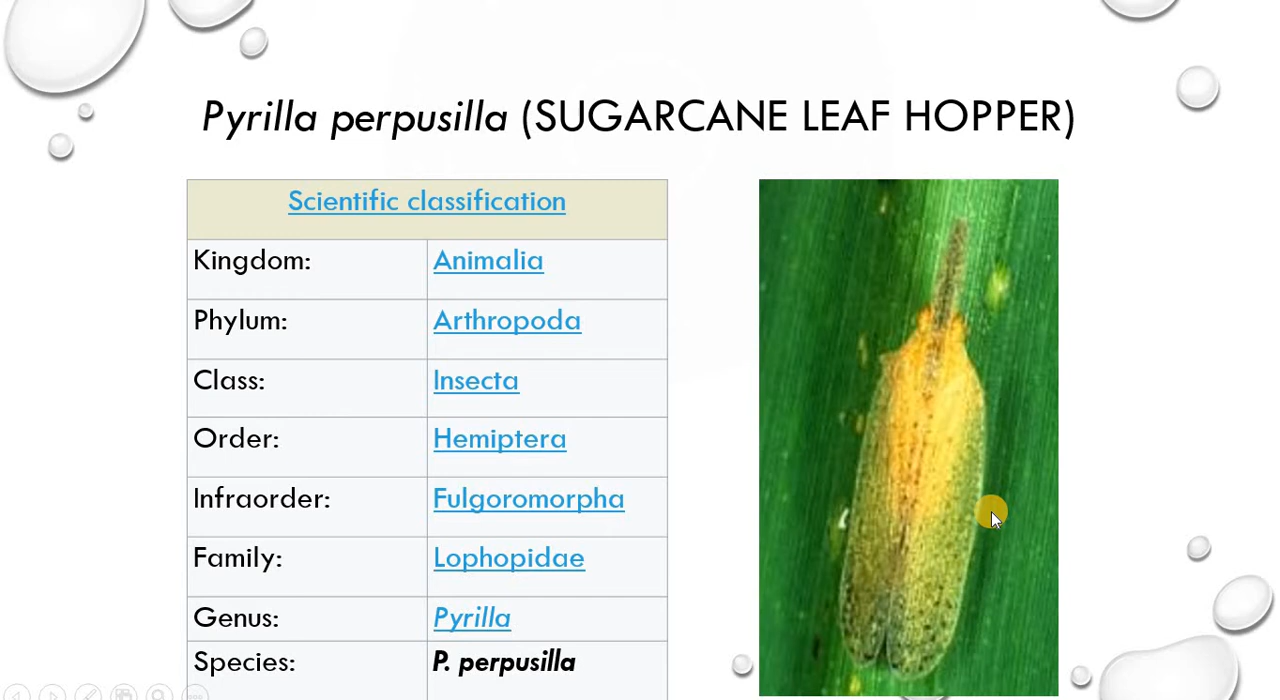 Pyrilla perpusilla (SUGARCANE LEAF HOPPER)
Scientific classification
Kingdom: Animalia
Phylum: Arthropoda
Class: Insecta
Order: Hemiptera
Infraorder: Fulgoromorpha
Family: Lophopidae
Genus: Pyrilla
Species: P. perpusilla